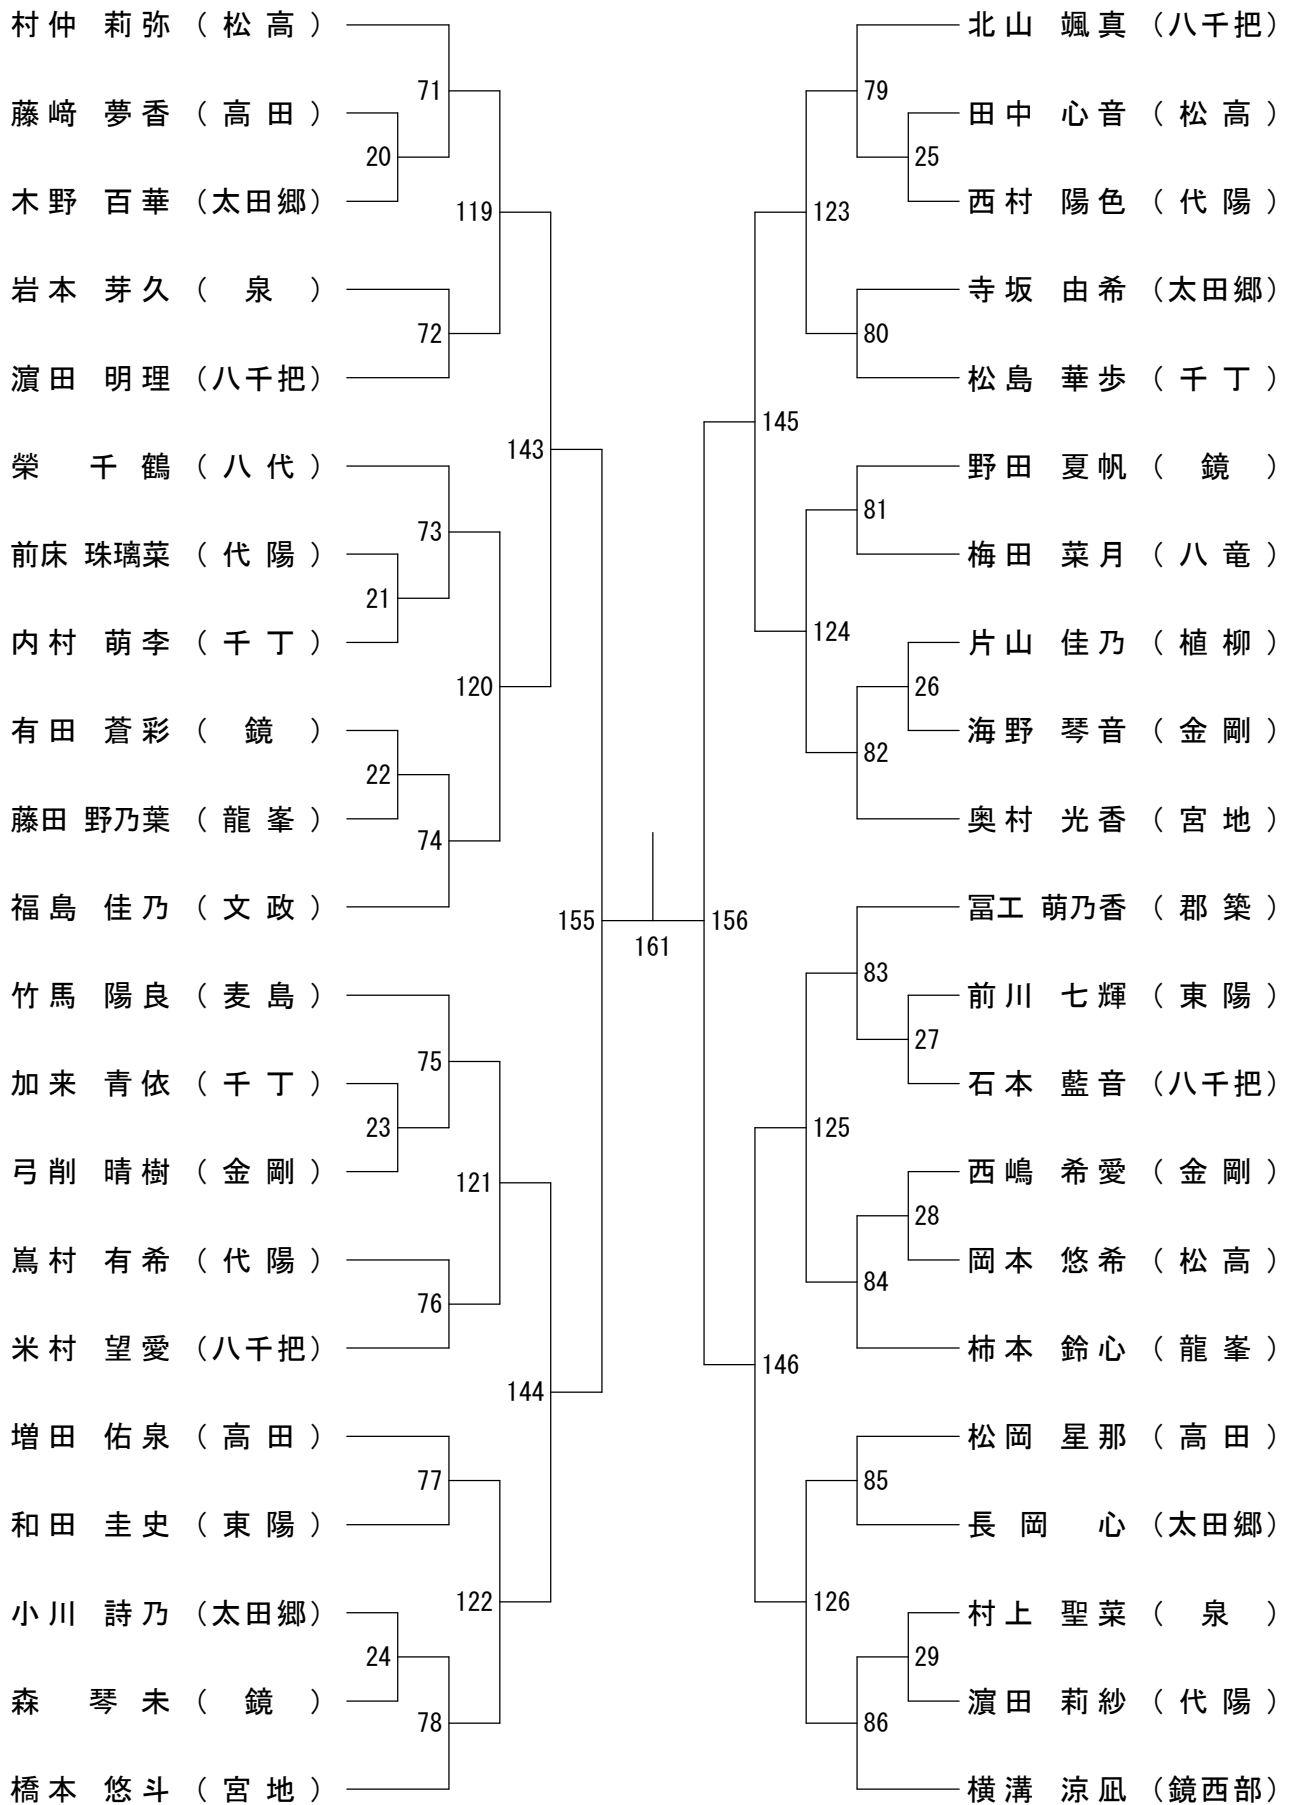 村仲 莉弥 (松高)
71
藤﨑 夢香 (高田)
20
木野 百華 (太田郷)
119
岩本 芽久 (泉)
72
濵田 明理 (八千把)
143
榮 千鶴 (八代)
73
前床 珠璃菜 (代陽)
21
内村 萌李 (千丁)
120
有田 蒼彩 (鏡)
22
藤田 野乃葉 (龍峯)
74
福島 佳乃 (文政)
155
竹馬 陽良 (麦島)
75
加来 青依 (千丁)
23
弓削 晴樹 (金剛)
121
嶌村 有希 (代陽)
76
米村 望愛 (八千把)
144
増田 佑泉 (高田)
77
和田 圭史 (東陽)
122
小川 詩乃 (太田郷)
24
森 琴未 (鏡)
78
橋本 悠斗 (宮地)
161
北山 颯真 (八千把)
79
田中 心音 (松高)
25
西村 陽色 (代陽)
123
寺坂 由希 (太田郷)
80
松島 華歩 (千丁)
145
野田 夏帆 (鏡)
81
梅田 菜月 (八竜)
124
片山 佳乃 (植柳)
26
海野 琴音 (金剛)
82
奥村 光香 (宮地)
156
冨工 萌乃香 (郡築)
83
前川 七輝 (東陽)
27
石本 藍音 (八千把)
125
西嶋 希愛 (金剛)
28
岡本 悠希 (松高)
84
柿本 鈴心 (龍峯)
146
松岡 星那 (高田)
85
長岡 心 (太田郷)
126
村上 聖菜 (泉)
29
濵田 莉紗 (代陽)
86
横溝 涼凪 (鏡西部)